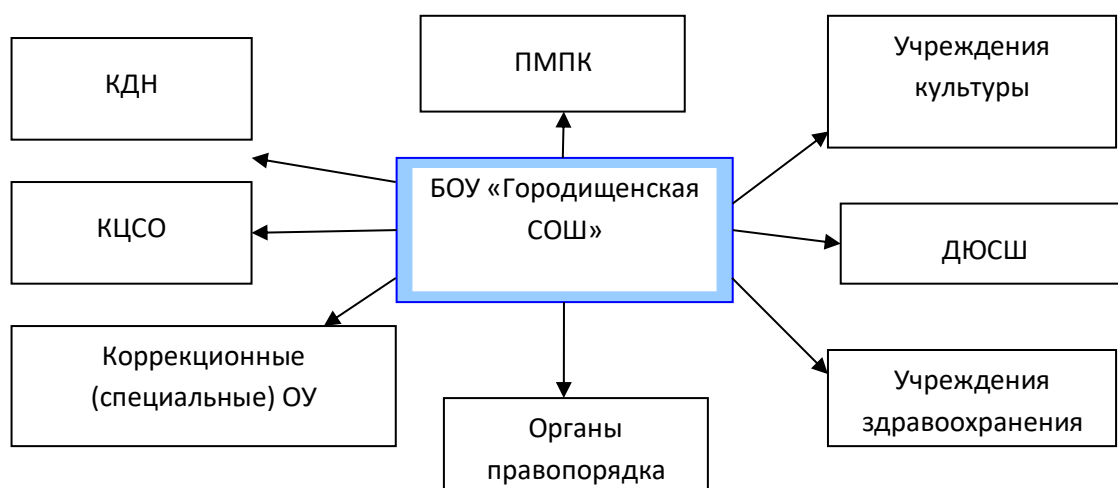 КДН
ПМПК
Учреждения
культуры
БОУ «Городищенская
СОШ»
КЦСО
ДЮСШ
Коррекционные
(специальные) ОУ
Учреждения
здравоохранения
Органы
правопорядка